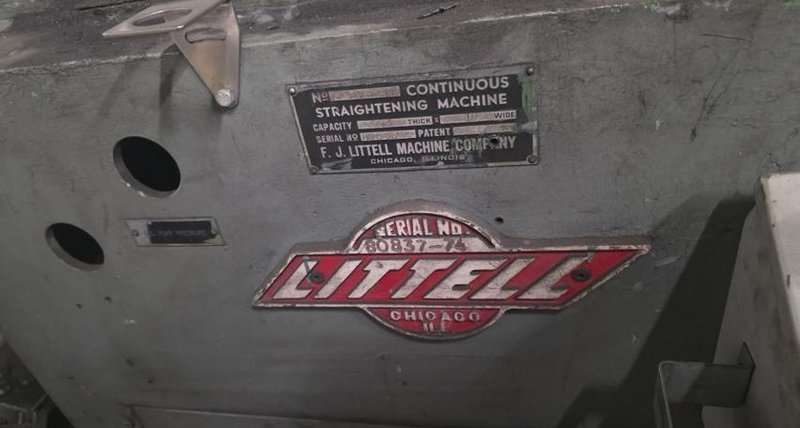 No CONTINUOUS
STRAIGHTENING MACHINE
CAPACITY THICK x WIDE
SERIAL NO PATENT
F. J. LITTELL MACHINE COMPANY
CHICAGO, ILLINOIS
SERIAL NO.
80837-74
LITTELL
CHICAGO
ILL.